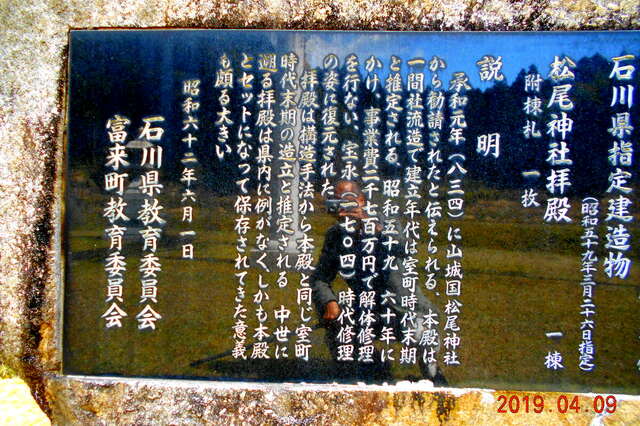 石川県指定建造物
(昭和五十九年三月二十六日指定)
松尾神社拝殿 一棟
附棟札 一枚
説明
承和元年(八三四)に山城国松尾神社
から勧請されたと伝えられる、本殿は
一間社流造で建立年代は室町時代末期
と推定される、昭和五十九、六十年に
かけ、事業費二千七百万円で解体修理
を行ない、宝永(一七〇四)時代修理
の姿に復元された
拝殿は構造手法から本殿と同じ室町
時代末期の造立と推定される 中世に
遡る拝殿は県内に例がなく、しかも本殿
とセットになって保存されてきた意義
も頗る大きい
昭和六十二年六月一日
石川県教育委員会
富来町教育委員会
2019.04.09